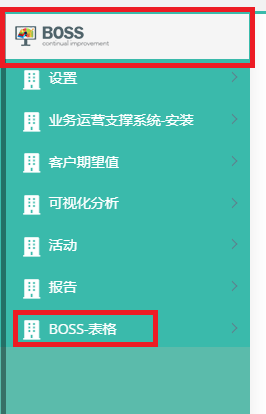 BOSS
continual improvement
设置
业务运营支撑系统-安装
客户期望值
可视化分析
活动
报告
BOSS-表格